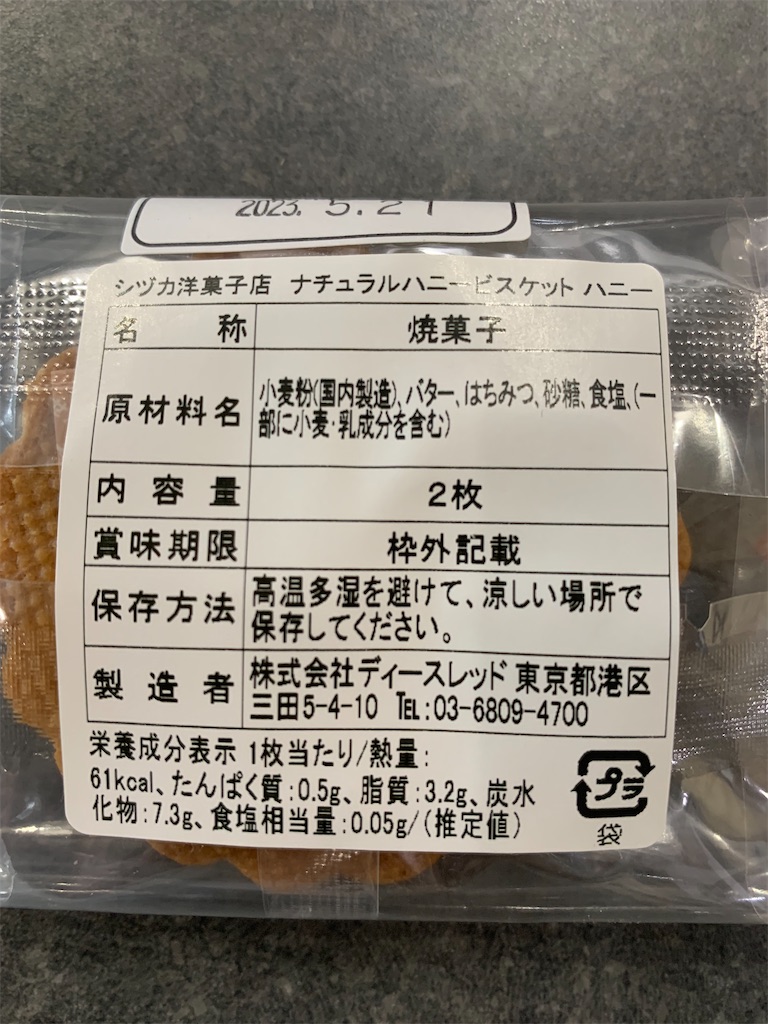 2023. 5.21
シヅカ洋菓子店 ナチュラルハニービスケット ハニー
名称 焼菓子
原材料名 小麦粉(国内製造)、バター、はちみつ、砂糖、食塩、(一
部に小麦・乳成分を含む)
内容量 2枚
賞味期限 枠外記載
保存方法 高温多湿を避けて、涼しい場所で
保存してください。
製造者 株式会社ディースレッド 東京都港区
三田5-4-10 TEL:03-6809-4700
栄養成分表示 1枚当たり/熱量:
61kcal、たんぱく質:0.5g、脂質:3.2g、炭水
化物:7.3g、食塩相当量:0.05g/(推定値)
プラ
袋